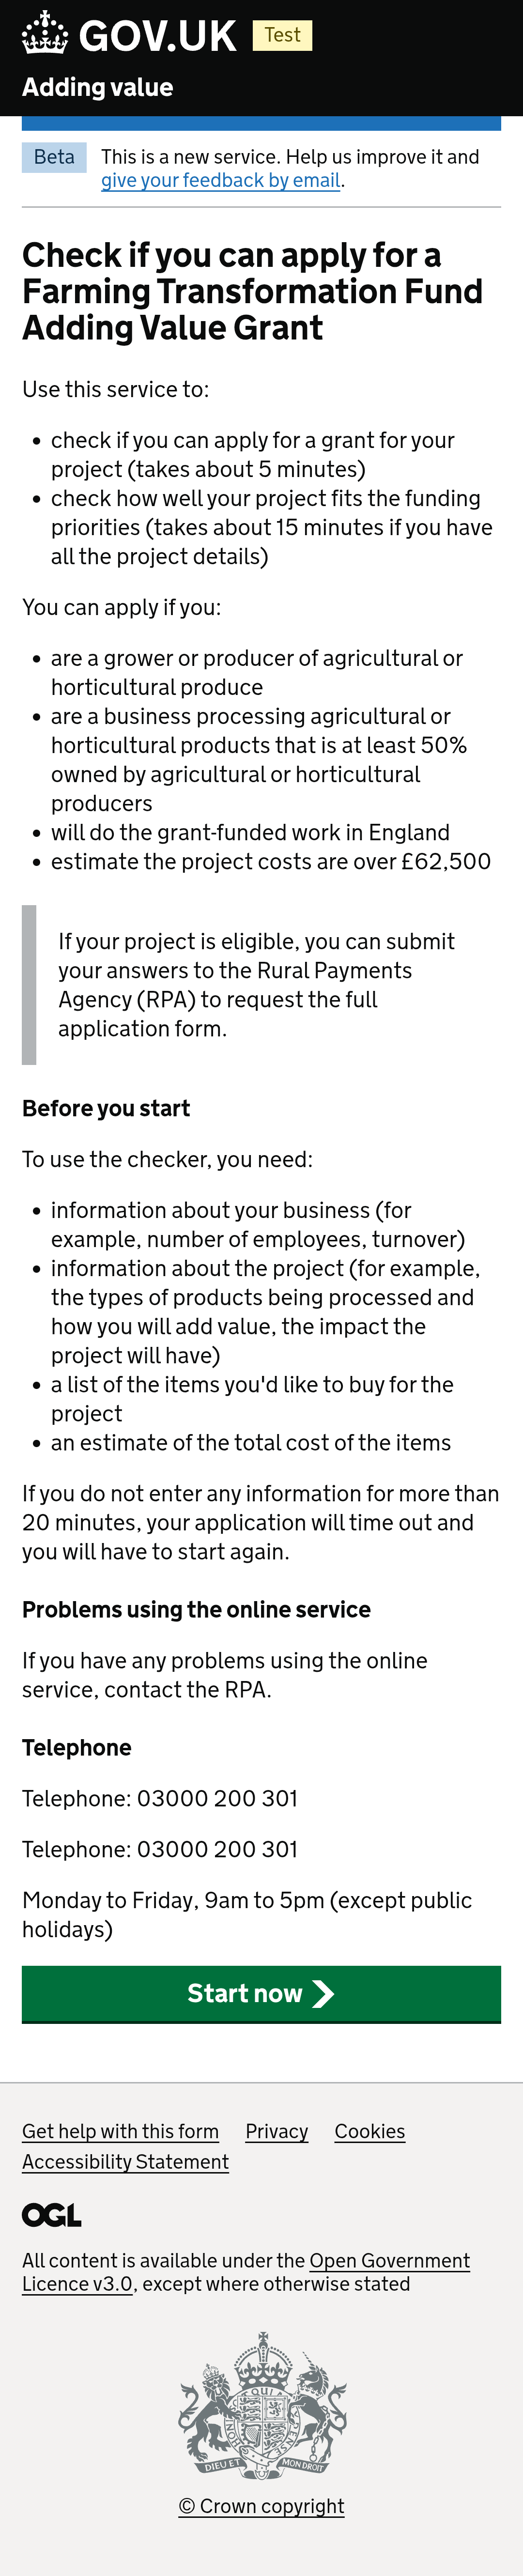 GOV.UK Test
Adding value
Beta
This is a new service. Help us improve it and
give your feedback by email.
Check if you can apply for a
Farming Transformation Fund
Adding Value Grant
Use this service to:
• check if you can apply for a grant for your
project (takes about 5 minutes)
• check how well your project fits the funding
priorities (takes about 15 minutes if you have
all the project details)
You can apply if you:
• are a grower or producer of agricultural or
horticultural produce
• are a business processing agricultural or
horticultural products that is at least 50%
owned by agricultural or horticultural
producers
• will do the grant-funded work in England
• estimate the project costs are over £62,500
If your project is eligible, you can submit
your answers to the Rural Payments
Agency (RPA) to request the full
application form.
Before you start
To use the checker, you need:
• information about your business (for
example, number of employees, turnover)
• information about the project (for example,
the types of products being processed and
how you will add value, the impact the
project will have)
• a list of the items you'd like to buy for the
project
• an estimate of the total cost of the items
If you do not enter any information for more than
20 minutes, your application will time out and
you will have to start again.
Problems using the online service
If you have any problems using the online
service, contact the RPA.
Telephone
Telephone: 03000 200 301
Telephone: 03000 200 301
Monday to Friday, 9am to 5pm (except public
holidays)
Start now
Get help with this form Privacy Cookies
Accessibility Statement
OGL
All content is available under the Open Government
Licence v3.0, except where otherwise stated
DIEU ET MON DROIT
© Crown copyright